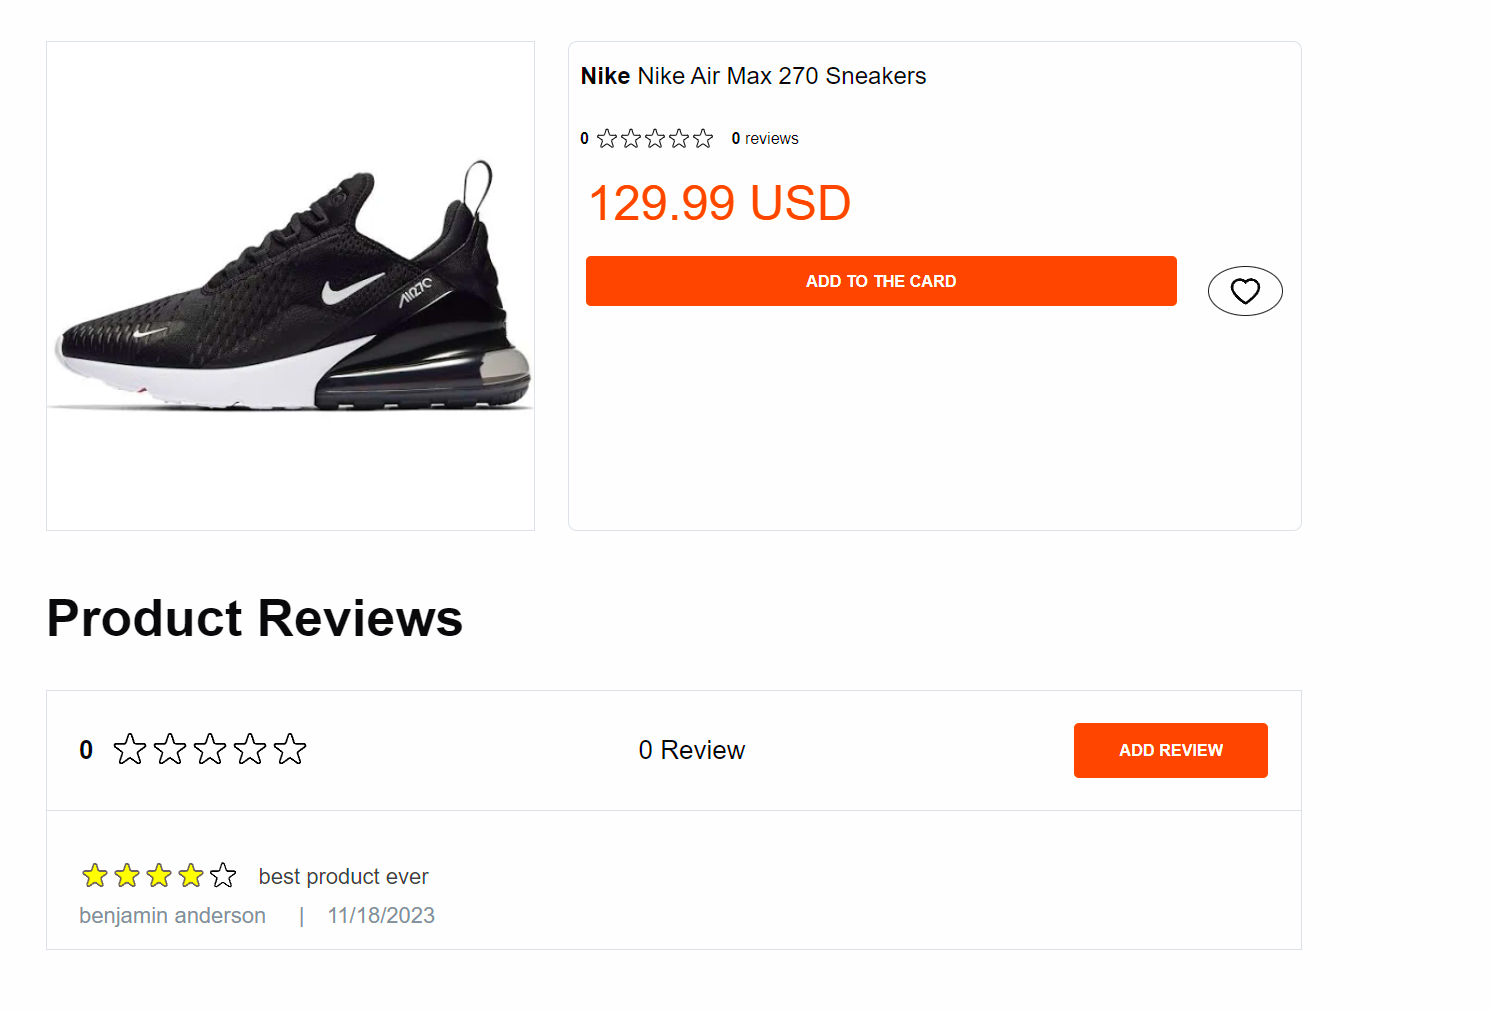 Nike Nike Air Max 270 Sneakers
0 0 reviews
129.99 USD
ADD TO THE CARD
AIR270
Product Reviews
0 0 Review ADD REVIEW
best product ever
benjamin anderson | 11/18/2023